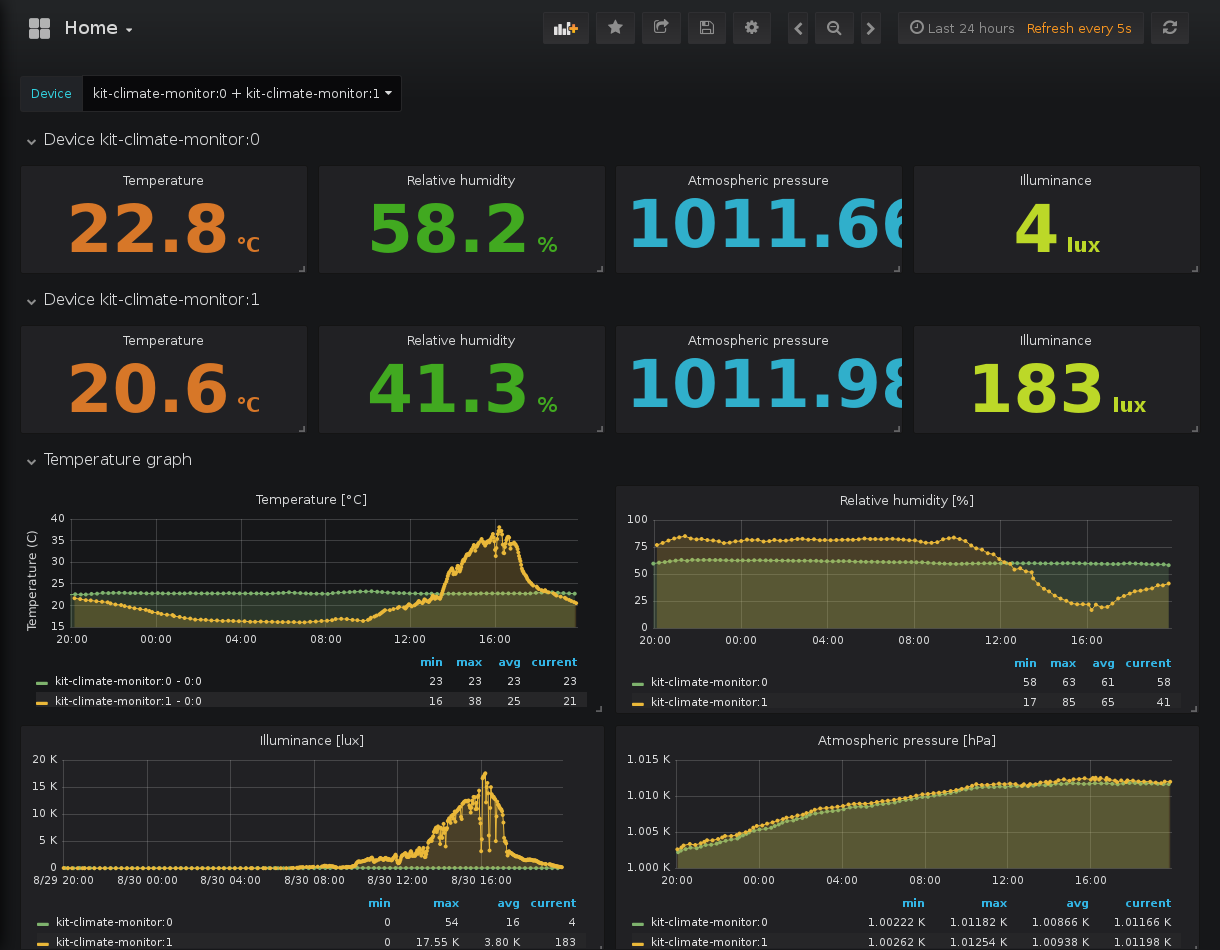 Home
Last 24 hours Refresh every 5s
Device kit-climate-monitor:0 + kit-climate-monitor:1
Device kit-climate-monitor:0
Temperature Relative humidity Atmospheric pressure Illuminance
22.8 °C 58.2 % 1011.66 4 lux
Device kit-climate-monitor:1
Temperature Relative humidity Atmospheric pressure Illuminance
20.6 °C 41.3 % 1011.98 183 lux
Temperature graph
Temperature [°C]
Temperature (C)
40
35
30
25
20
15
20:00 00:00 04:00 08:00 12:00 16:00
min max avg current
kit-climate-monitor:0 - 0:0 23 23 23 23
kit-climate-monitor:1 - 0:0 16 38 25 21
Relative humidity [%]
100
75
50
25
0
20:00 00:00 04:00 08:00 12:00 16:00
min max avg current
kit-climate-monitor:0 58 63 61 58
kit-climate-monitor:1 17 85 65 41
Illuminance [lux]
20 K
15 K
10 K
5 K
0
8/29 20:00 8/30 00:00 8/30 04:00 8/30 08:00 8/30 12:00 8/30 16:00
min max avg current
kit-climate-monitor:0 0 54 16 4
kit-climate-monitor:1 0 17.55 K 3.80 K 183
Atmospheric pressure [hPa]
1.015 K
1.010 K
1.005 K
1.000 K
20:00 00:00 04:00 08:00 12:00 16:00
min max avg current
kit-climate-monitor:0 1.00222 K 1.01182 K 1.00866 K 1.01166 K
kit-climate-monitor:1 1.00262 K 1.01254 K 1.00938 K 1.01198 K